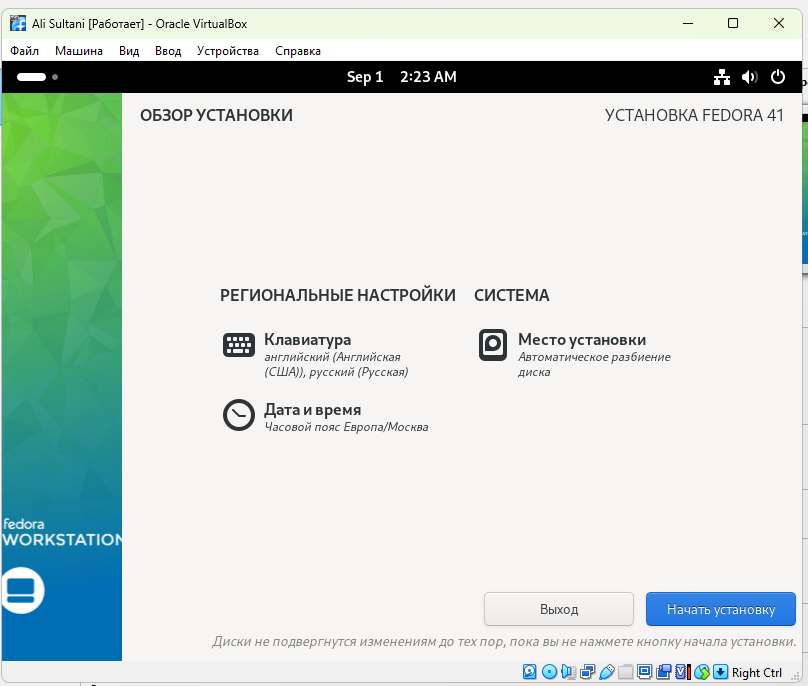 Ali Sultani [Работает] - Oracle VirtualBox
Файл Машина Вид Ввод Устройства Справка
Sep 1 2:23 AM
ОБЗОР УСТАНОВКИ
УСТАНОВКА FEDORA 41
РЕГИОНАЛЬНЫЕ НАСТРОЙКИ
Клавиатура
английский (Английская
(США)), русский (Русская)
Дата и время
Часовой пояс Европа/Москва
СИСТЕМА
Место установки
Автоматическое разбиение
диска
fedora
WORKSTATION
Выход
Начать установку
Диски не подвергнутся изменениям до тех пор, пока вы не нажмете кнопку начала установки.
Right Ctrl